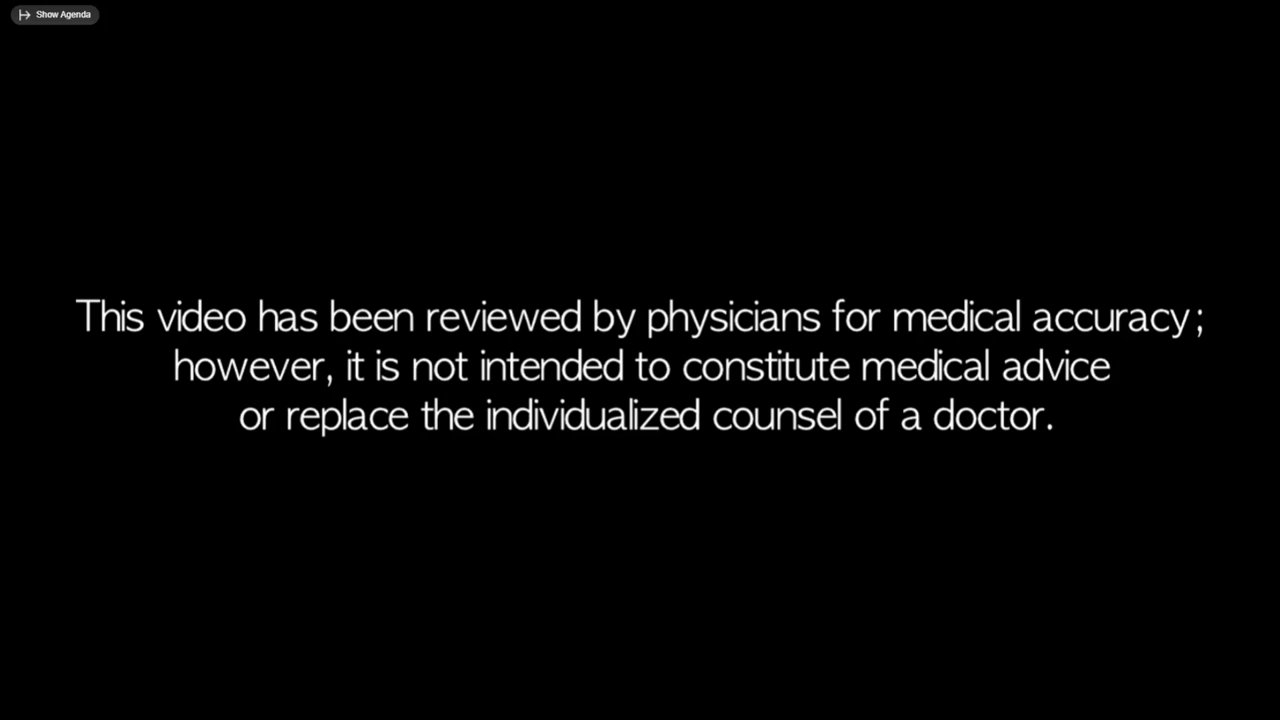 Show Agenda
This video has been reviewed by physicians for medical accuracy;
however, it is not intended to constitute medical advice
or replace the individualized counsel of a doctor.